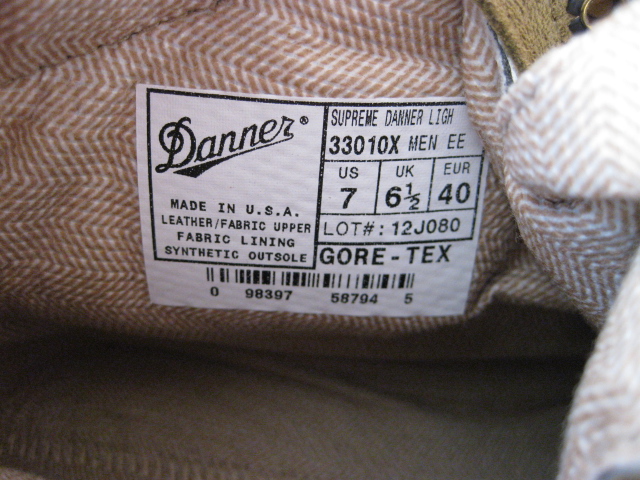 Danner®
MADE IN U.S.A.
LEATHER/FABRIC UPPER
FABRIC LINING
SYNTHETIC OUTSOLE
SUPREME DANNER LIGH
33010X MEN EE
US UK EUR
7 6½ 40
LOT#: 12J080
GORE-TEX
0 98397 58794 5